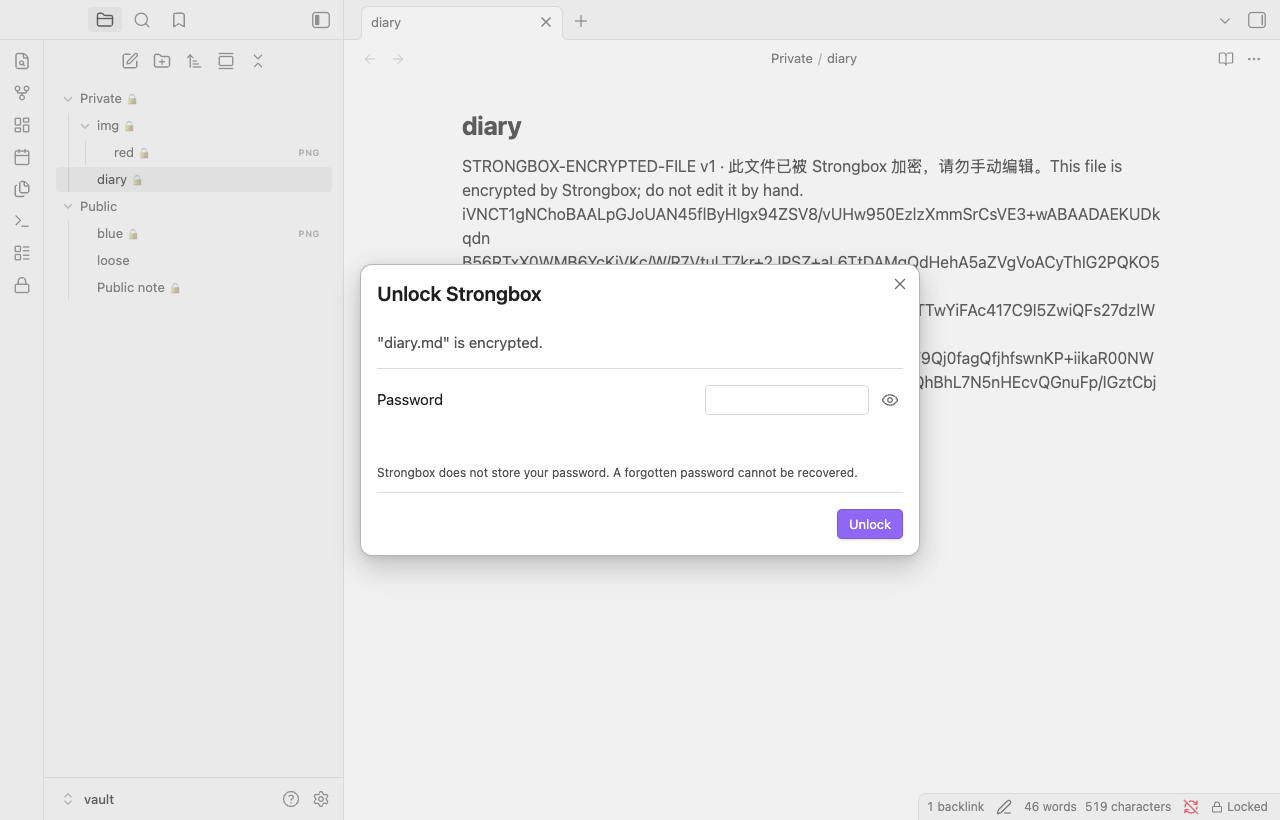 diary
Private / diary
Private
img
red PNG
diary
Public
blue PNG
loose
Public note
diary
STRONGBOX-ENCRYPTED-FILE v1 · 此文件已被 Strongbox 加密，请勿手动编辑。This file is
encrypted by Strongbox; do not edit it by hand.
qdn
Unlock Strongbox
"diary.md" is encrypted.
Password
Strongbox does not store your password. A forgotten password cannot be recovered.
Unlock
vault
1 backlink 46 words 519 characters Locked